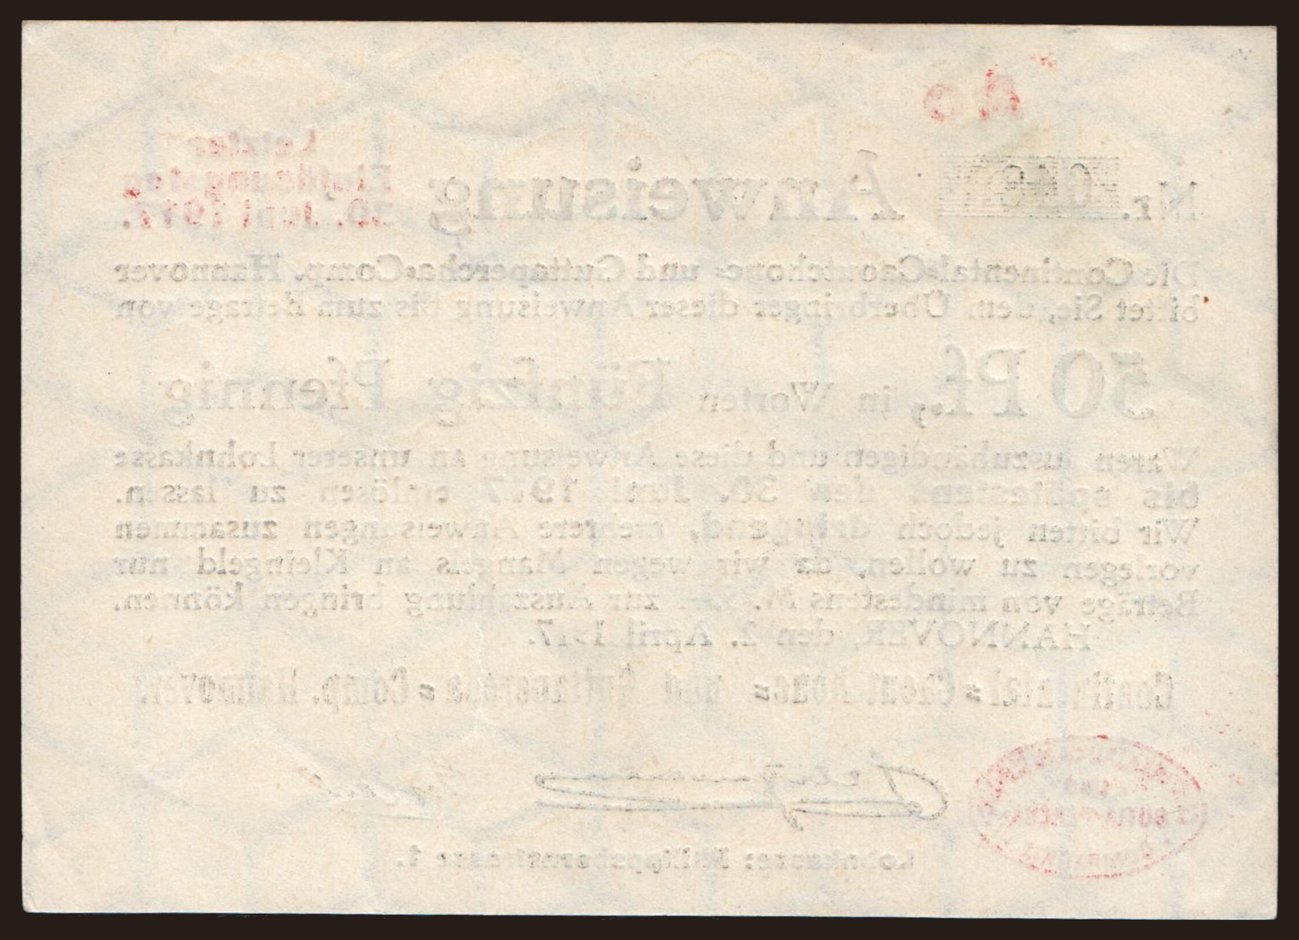 Letzter
Einlösungstag
30. Juni 1917.
Nr. Anweisung
Die Continental-Caoutchouc- und Guttapercha-Comp. Hannover
bittet Sie, dem Überbringer dieser Anweisung bis zum Betrage von
50 Pf., in Worten Fünfzig Pfennig
Waren auszuhändigen und diese Anweisung an unserer Lohnkasse
bis spätestens den 30. Juni 1917 einlösen zu lassen.
Wir bitten jedoch dringend, mehrere Anweisungen zusammen
vorlegen zu wollen, da wir wegen Mangels an Kleingeld nur
Beträge von mindestens M. zur Auszahlung bringen können.
HANNOVER, den 2. April 1917.
Continental-Caoutchouc- und Guttapercha-Comp. Hannover.
Lohnkasse: Philippsbornstrasse 1.